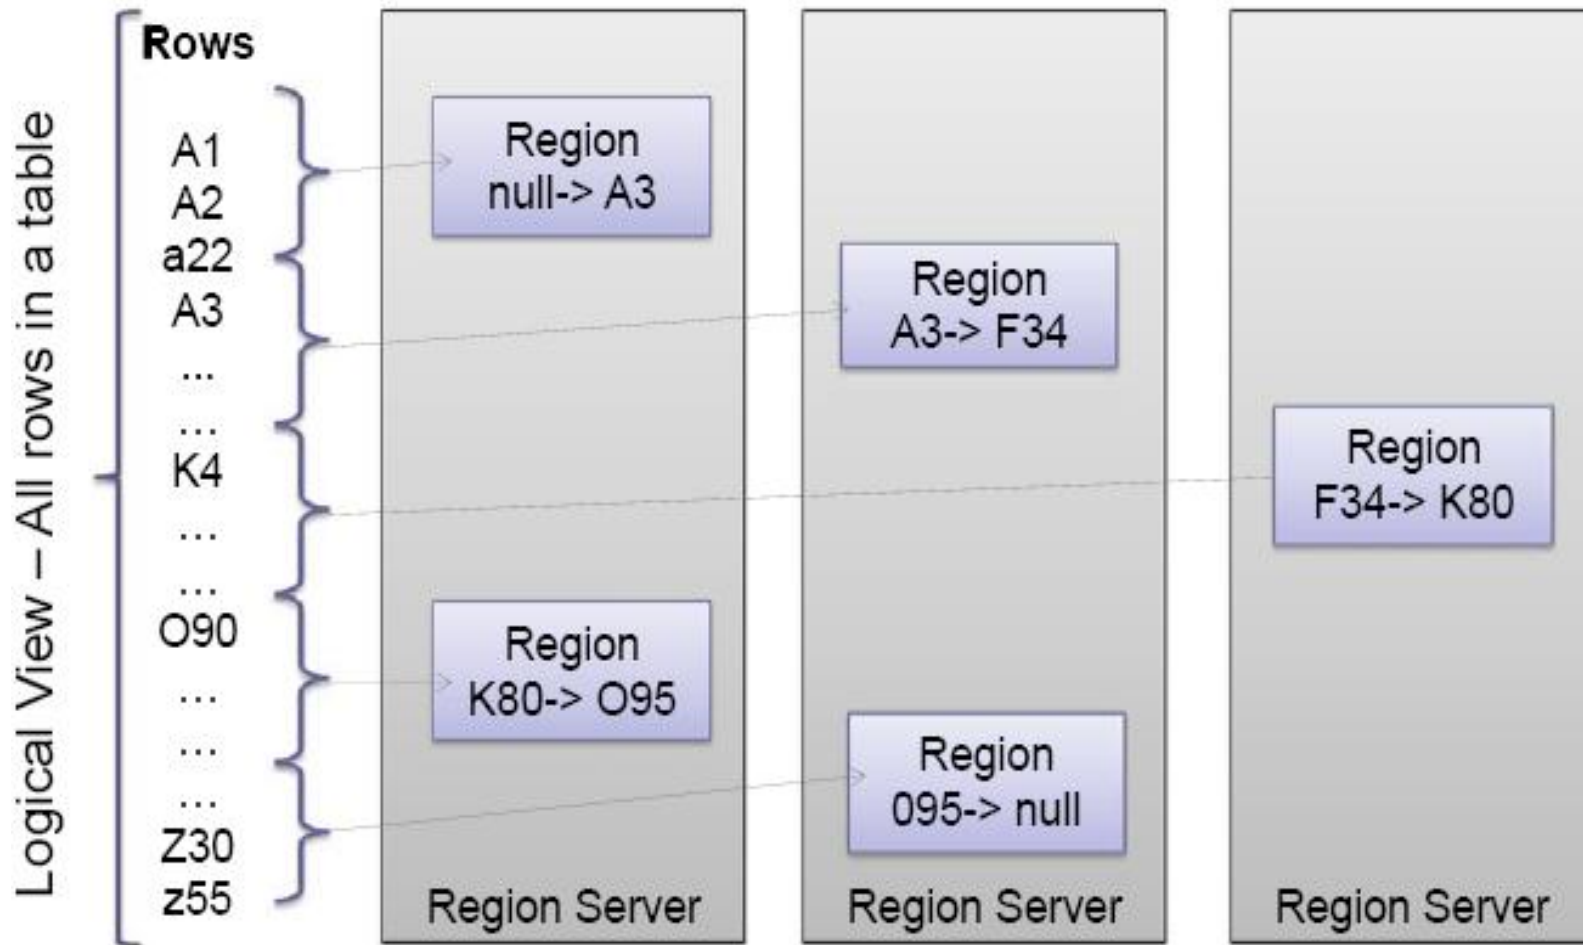 Logical View – All rows in a table
Rows
A1
A2
a22
A3
...
...
K4
...
...
O90
...
...
...
Z30
z55
Region
null-> A3
Region
K80-> O95
Region Server
Region
A3-> F34
Region
095-> null
Region Server
Region
F34-> K80
Region Server